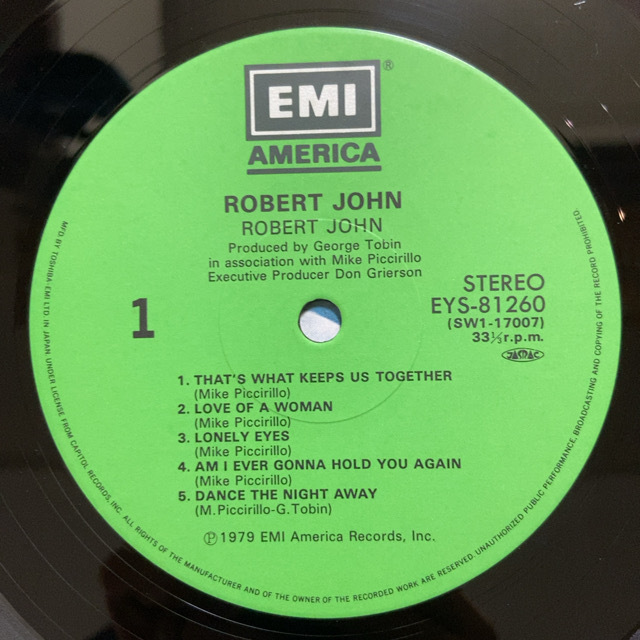 EMI
®
AMERICA
ROBERT JOHN
ROBERT JOHN
Produced by George Tobin
in association with Mike Piccirillo
Executive Producer Don Grierson
1
STEREO
EYS-81260
(SW1-17007)
33⅓r.p.m.
JASRAC
1. THAT'S WHAT KEEPS US TOGETHER
(Mike Piccirillo)
2. LOVE OF A WOMAN
(Mike Piccirillo)
3. LONELY EYES
(Mike Piccirillo)
4. AM I EVER GONNA HOLD YOU AGAIN
(Mike Piccirillo)
5. DANCE THE NIGHT AWAY
(M.Piccirillo-G.Tobin)
Ⓟ1979 EMI America Records, Inc.
MFD BY TOSHIBA-EMI LTD. IN JAPAN UNDER LICENSE FROM CAPITOL RECORDS, INC. ALL RIGHTS OF THE MANUFACTURER AND OF THE OWNER OF THE RECORDED WORK ARE RESERVED. UNAUTHORIZED PUBLIC PERFORMANCE, BROADCASTING AND COPYING OF THE RECORD PROHIBITED.